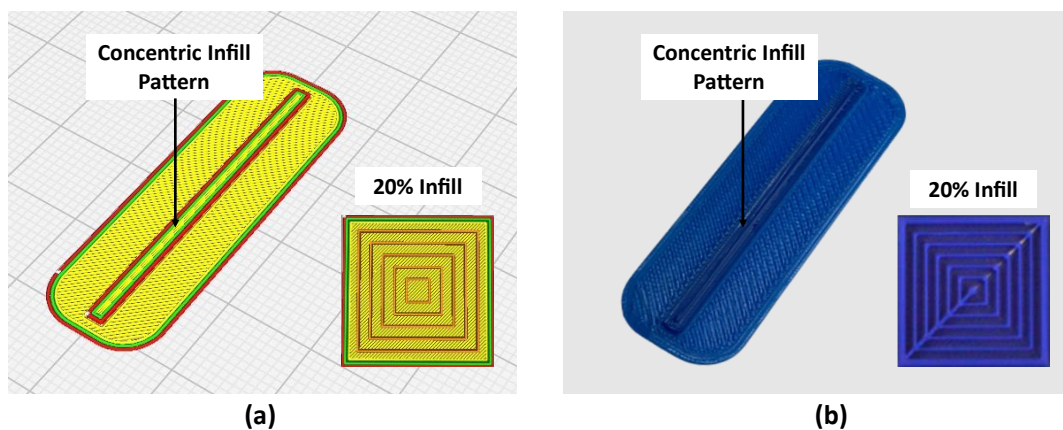 Concentric Infill
Pattern
20% Infill
(a)
Concentric Infill
Pattern
20% Infill
(b)